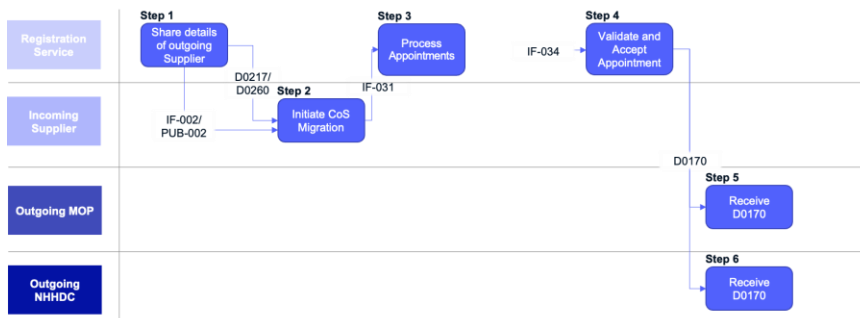 Registration
Service
Step 1
Share details
of outgoing
Supplier
Step 3
Process
Appointments
IF-034
Step 4
Validate and
Accept
Appointment
Incoming
Supplier
D0217/
D0260
IF-002/
PUB-002
Step 2
Initiate CoS
Migration
IF-031
D0170
Outgoing MOP
Step 5
Receive
D0170
Outgoing
NHHDC
Step 6
Receive
D0170